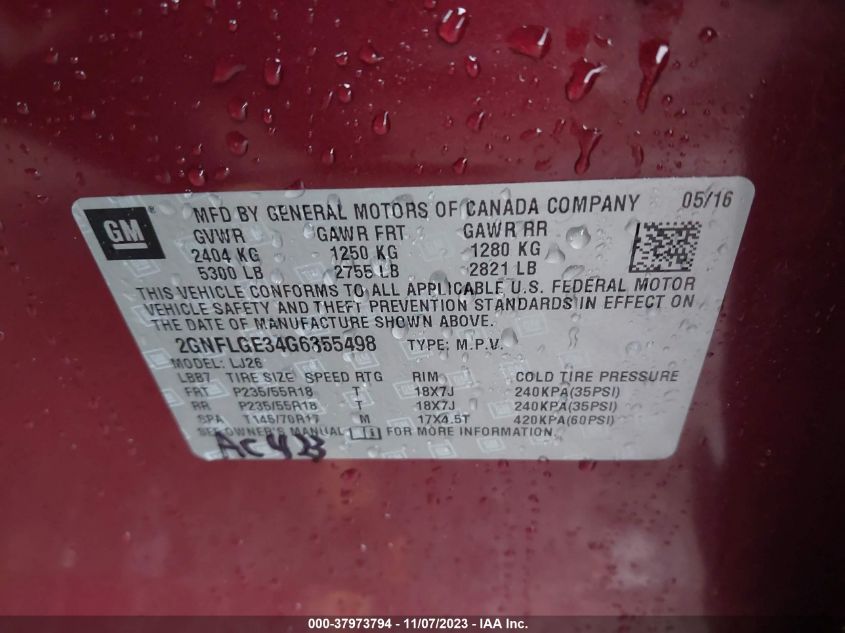 GM ® MFD BY GENERAL MOTORS OF CANADA COMPANY 05/16
GVWR GAWR FRT GAWR RR
2404 KG 1250 KG 1280 KG
5300 LB 2755 LB 2821 LB
THIS VEHICLE CONFORMS TO ALL APPLICABLE U.S. FEDERAL MOTOR
VEHICLE SAFETY AND THEFT PREVENTION STANDARDS IN EFFECT ON
THE DATE OF MANUFACTURE SHOWN ABOVE.
2GNFLGE34G6355498 TYPE: M.P.V.
MODEL: LJ26
LBB7 TIRE SIZE SPEED RTG RIM COLD TIRE PRESSURE
FRT P235/55R18 T 18X7J 240KPA(35PSI)
RR P235/55R18 T 18X7J 240KPA(35PSI)
SPA T145/70R17 M 17X4.5T 420KPA(60PSI)
SEE OWNER'S MANUAL FOR MORE INFORMATION.
AC423
000-37973794 — 11/07/2023 — IAA Inc.